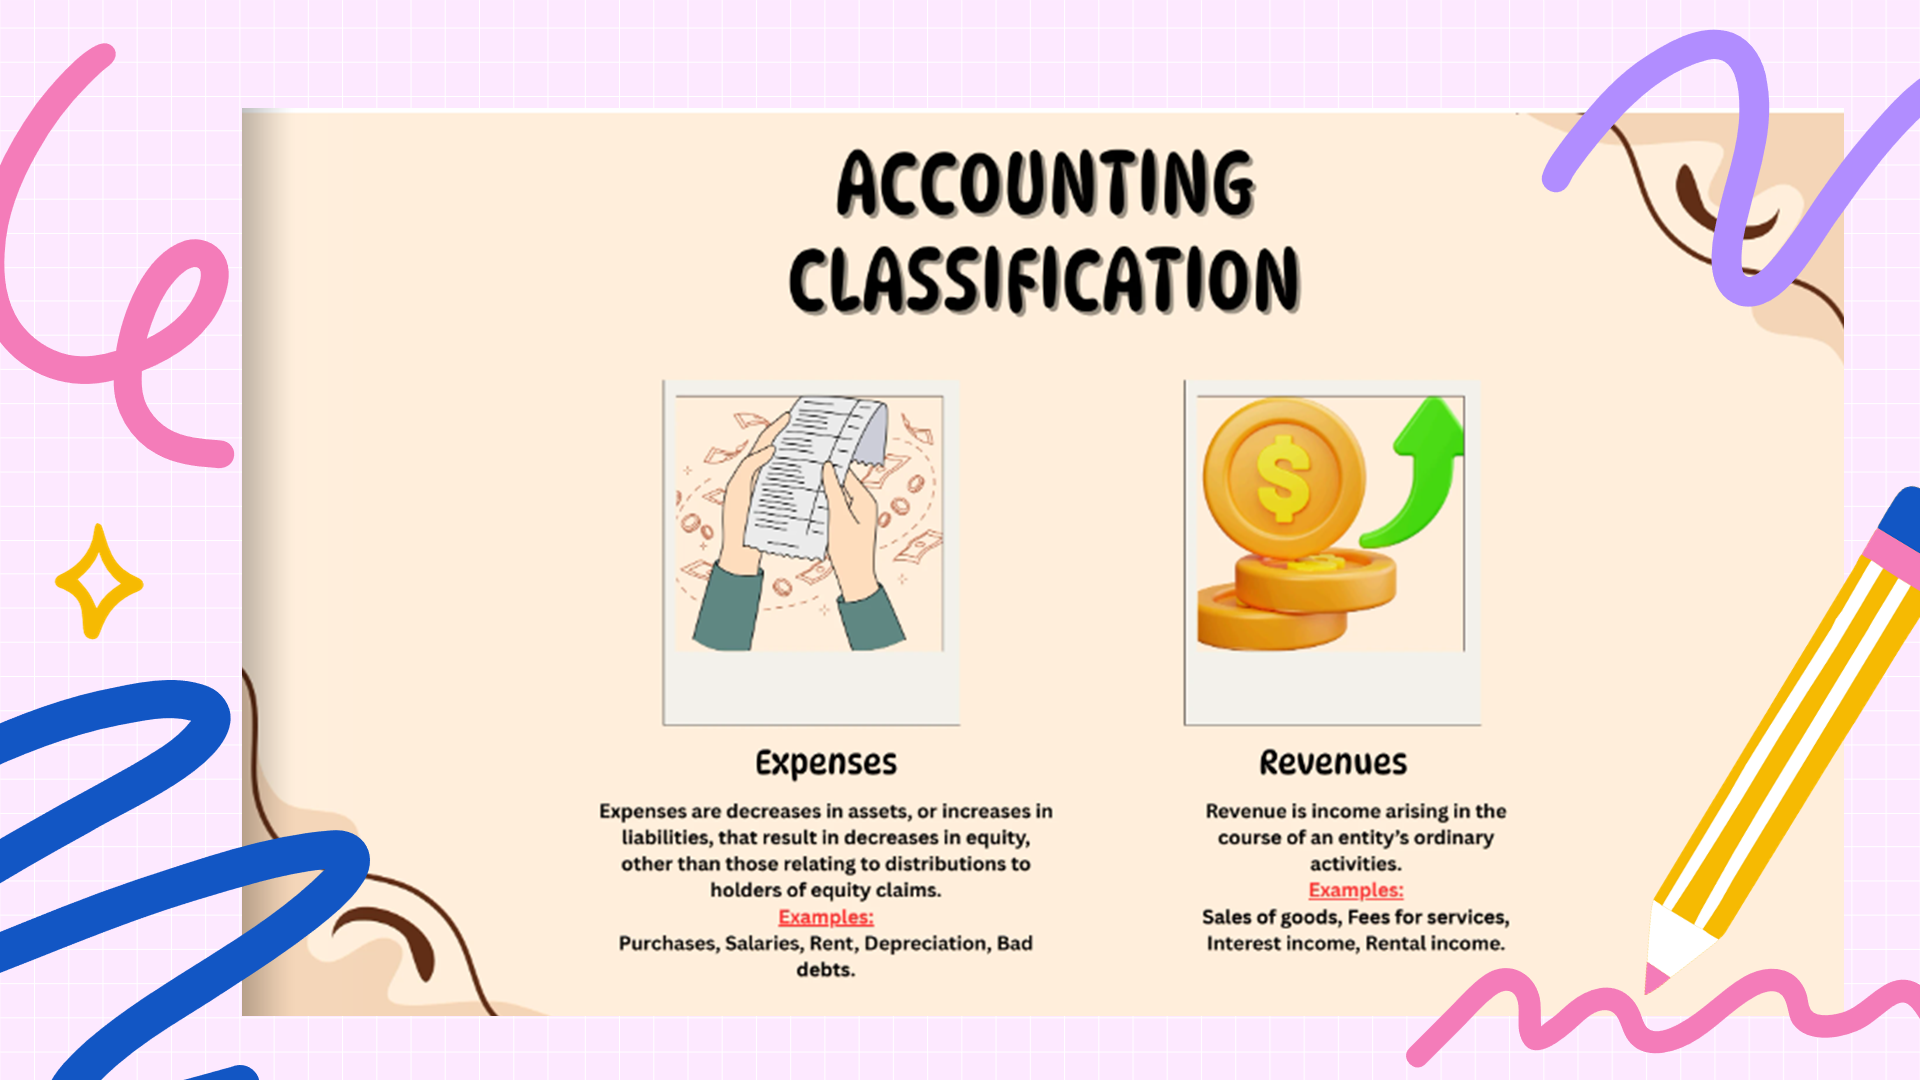 ACCOUNTING
CLASSIFICATION
Expenses
Expenses are decreases in assets, or increases in
liabilities, that result in decreases in equity,
other than those relating to distributions to
holders of equity claims.
Examples:
Purchases, Salaries, Rent, Depreciation, Bad
debts.
Revenues
Revenue is income arising in the
course of an entity's ordinary
activities.
Examples:
Sales of goods, Fees for services,
Interest income, Rental income.